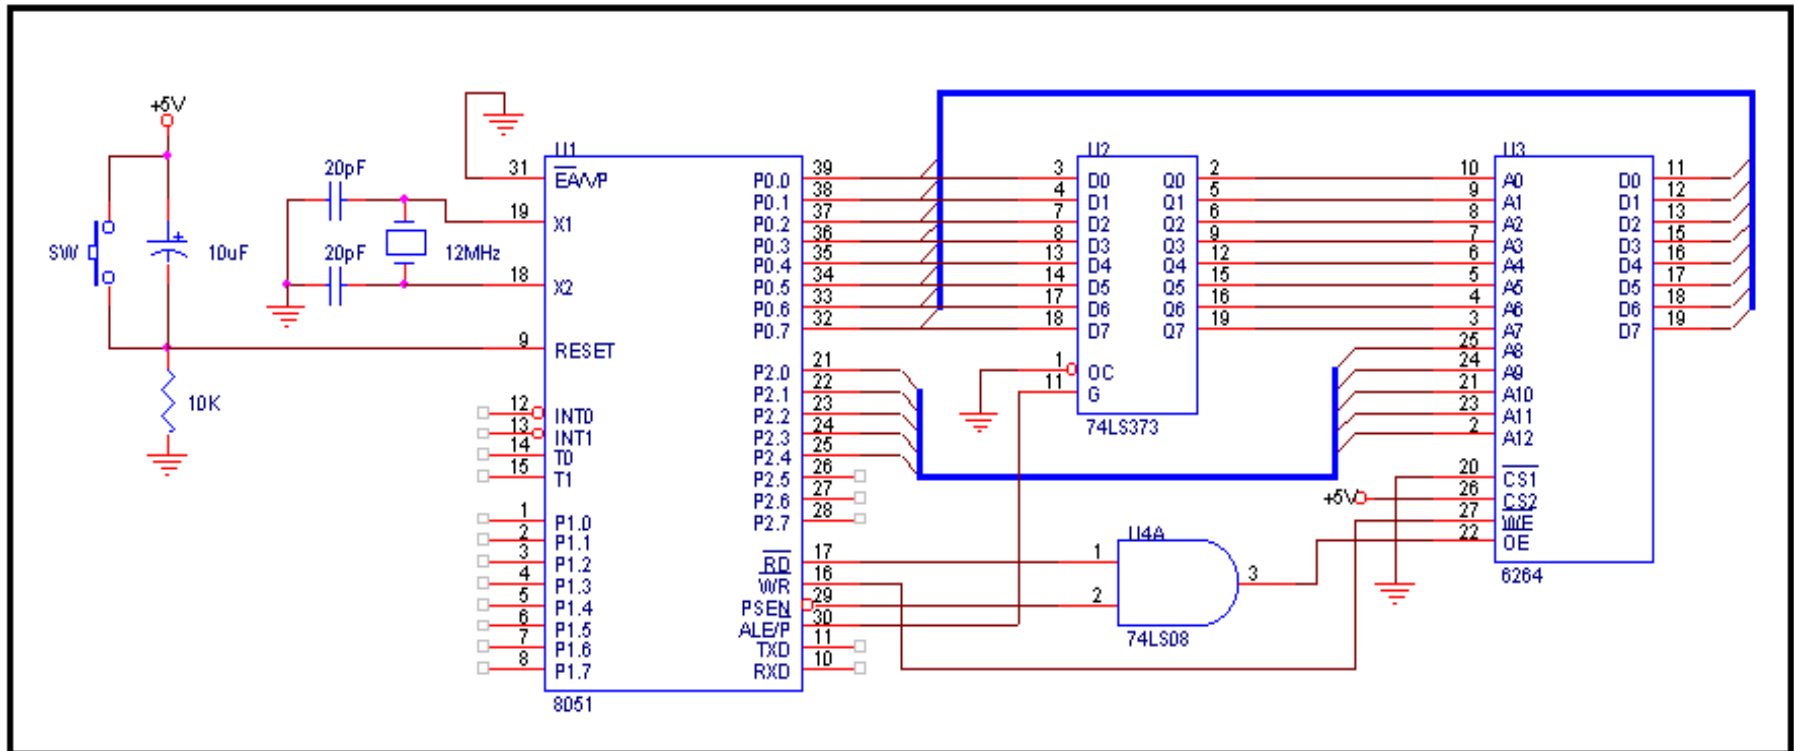 +5V
SW
10uF
10K
20pF
20pF
12MHz
U1
31 EA/VP
19 X1
18 X2
9 RESET
12 INT0
13 INT1
14 T0
15 T1
1 P1.0
2 P1.1
3 P1.2
4 P1.3
5 P1.4
6 P1.5
7 P1.6
8 P1.7
P0.0 39
P0.1 38
P0.2 37
P0.3 36
P0.4 35
P0.5 34
P0.6 33
P0.7 32
P2.0 21
P2.1 22
P2.2 23
P2.3 24
P2.4 25
P2.5 26
P2.6 27
P2.7 28
RD 17
WR 16
PSEN 29
ALE/P 30
TXD 11
RXD 10
8051
U2
3 D0 Q0 2
4 D1 Q1 5
7 D2 Q2 6
8 D3 Q3 9
13 D4 Q4 12
14 D5 Q5 15
17 D6 Q6 16
18 D7 Q7 19
1 OC
11 G
74LS373
U4A
1
2
3
74LS08
U3
10 A0 D0 11
9 A1 D1 12
8 A2 D2 13
7 A3 D3 15
6 A4 D4 16
5 A5 D5 17
4 A6 D6 18
3 A7 D7 19
25 A8
24 A9
21 A10
23 A11
2 A12
20 CS1
+5V 26 CS2
27 WE
22 OE
6264